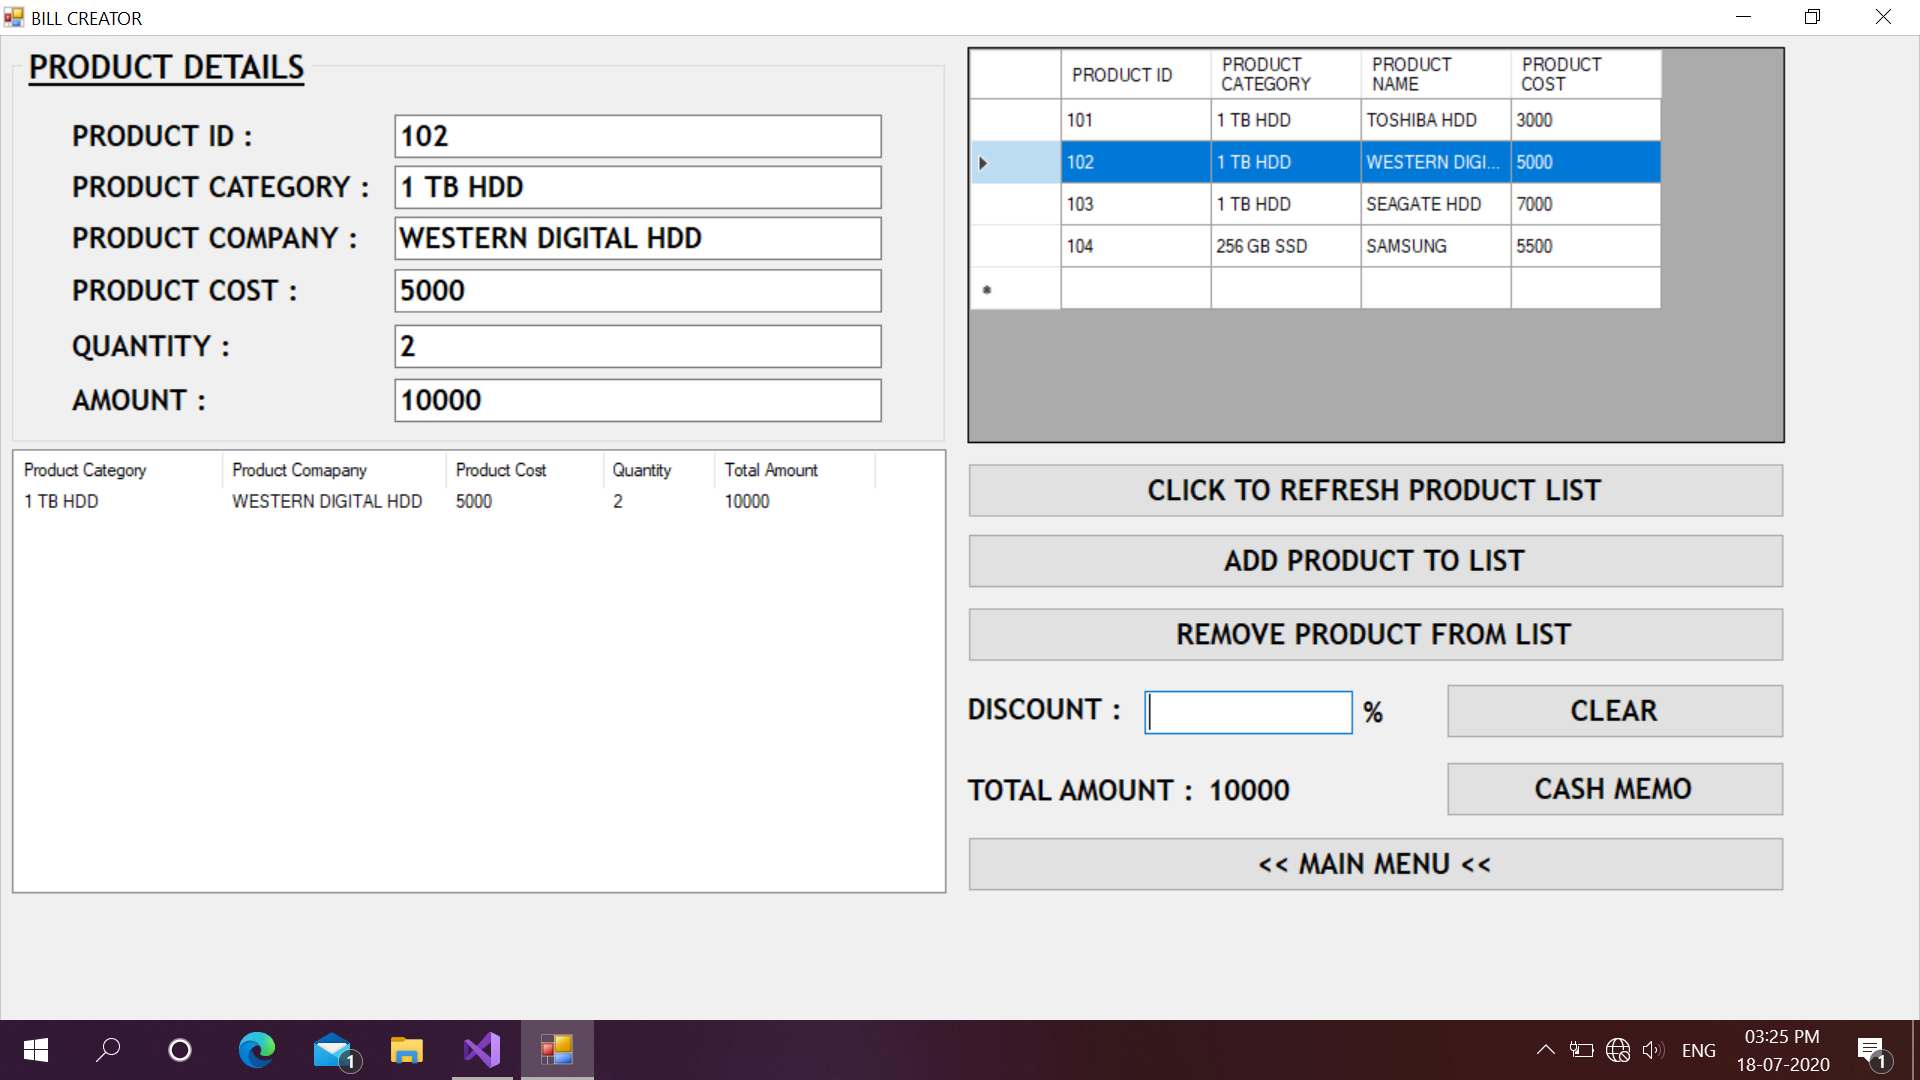 BILL CREATOR
PRODUCT DETAILS
PRODUCT ID : 102
PRODUCT CATEGORY : 1 TB HDD
PRODUCT COMPANY : WESTERN DIGITAL HDD
PRODUCT COST : 5000
QUANTITY : 2
AMOUNT : 10000
PRODUCT ID PRODUCT CATEGORY PRODUCT NAME PRODUCT COST
101 1 TB HDD TOSHIBA HDD 3000
102 1 TB HDD WESTERN DIGI... 5000
103 1 TB HDD SEAGATE HDD 7000
104 256 GB SSD SAMSUNG 5500
*
Product Category Product Comapany Product Cost Quantity Total Amount
1 TB HDD WESTERN DIGITAL HDD 5000 2 10000
CLICK TO REFRESH PRODUCT LIST
ADD PRODUCT TO LIST
REMOVE PRODUCT FROM LIST
DISCOUNT : %
CLEAR
TOTAL AMOUNT : 10000
CASH MEMO
<< MAIN MENU <<
1
ENG
03:25 PM
18-07-2020
1